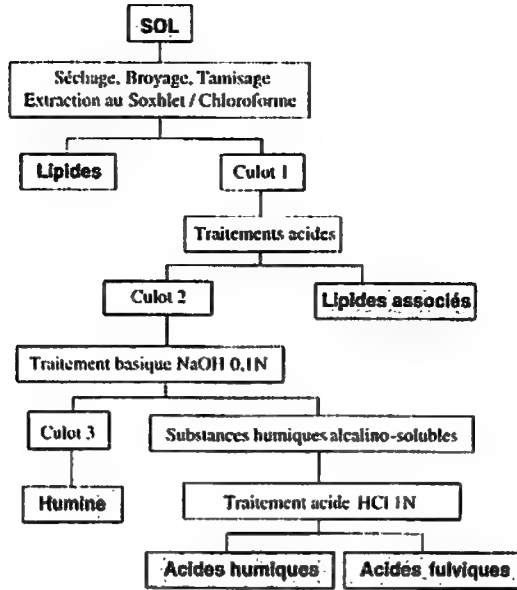 SOL
Séchage, Broyage, Tamisage
Extraction au Soxhlet / Chloroforme
Lipides
Culot 1
Traitements acides
Culot 2
Lipides associés
Traitement basique NaOH 0,1N
Culot 3
Substances humiques alcalino-solubles
Humine
Traitement acide HCl 1N
Acides humiques
Acides fulviques